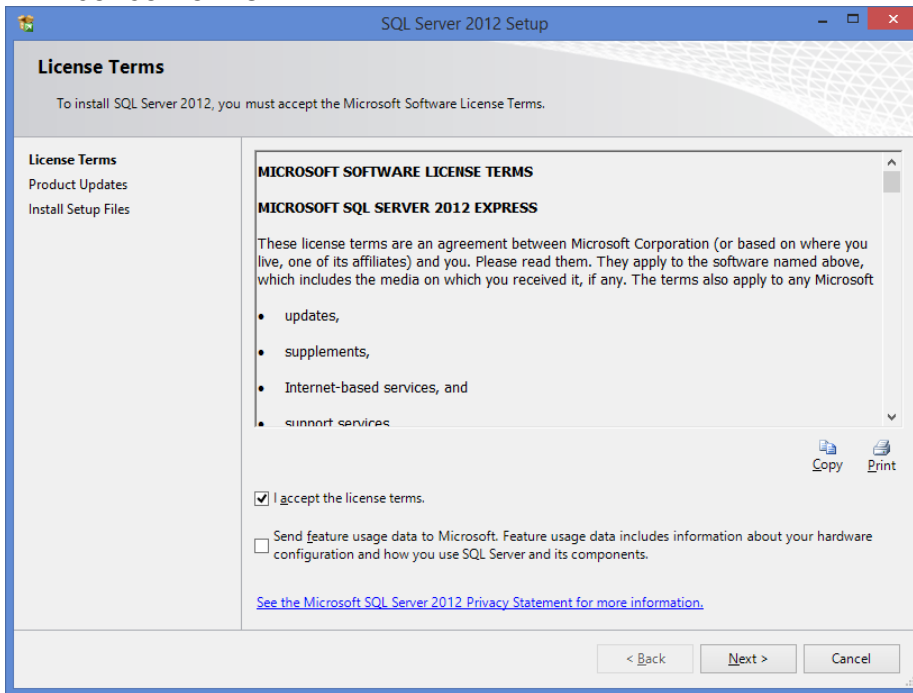 SQL Server 2012 Setup
License Terms
To install SQL Server 2012, you must accept the Microsoft Software License Terms.
License Terms
Product Updates
Install Setup Files
MICROSOFT SOFTWARE LICENSE TERMS
MICROSOFT SQL SERVER 2012 EXPRESS
These license terms are an agreement between Microsoft Corporation (or based on where you
live, one of its affiliates) and you. Please read them. They apply to the software named above,
which includes the media on which you received it, if any. The terms also apply to any Microsoft
• updates,
• supplements,
• Internet-based services, and
• support services
Copy
Print
I accept the license terms.
Send feature usage data to Microsoft. Feature usage data includes information about your hardware
configuration and how you use SQL Server and its components.
See the Microsoft SQL Server 2012 Privacy Statement for more information.
< Back
Next >
Cancel